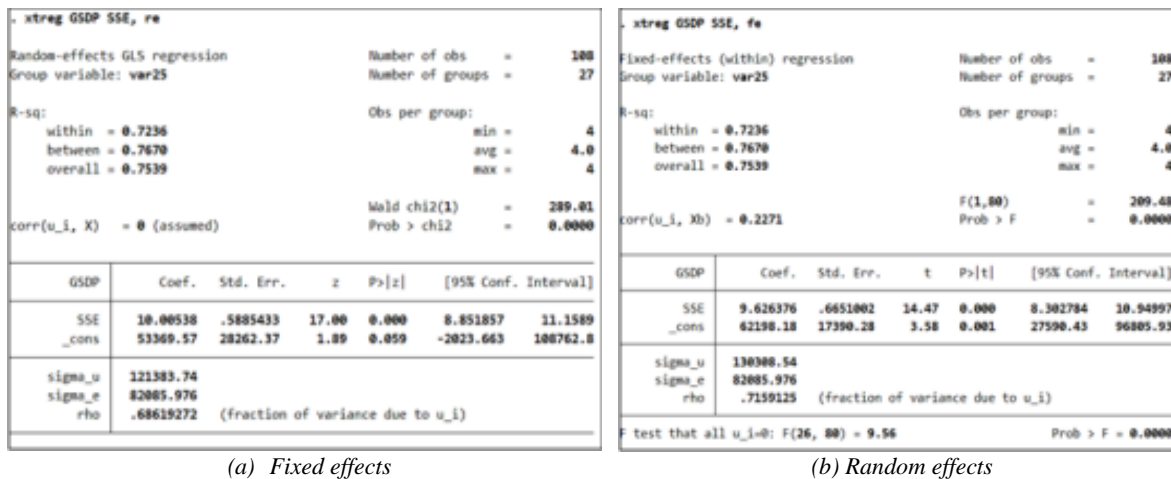 . xtreg GSDP SSE, re
Random-effects GLS regression Number of obs = 108
Group variable: var25 Number of groups = 27
R-sq: Obs per group:
within = 0.7236 min = 4
between = 0.7670 avg = 4.0
overall = 0.7539 max = 4
Wald chi2(1) = 289.01
corr(u_i, X) = 0 (assumed) Prob > chi2 = 0.0000
GSDP Coef. Std. Err. z P>|z| [95% Conf. Interval]
SSE 10.00538 .5885433 17.00 0.000 8.851857 11.1589
_cons 53369.57 28262.37 1.89 0.059 -2023.663 108762.8
sigma_u 121383.74
sigma_e 82085.976
rho .68619272 (fraction of variance due to u_i)
(a) Fixed effects
. xtreg GSDP SSE, fe
Fixed-effects (within) regression Number of obs = 108
Group variable: var25 Number of groups = 27
R-sq: Obs per group:
within = 0.7236 min = 4
between = 0.7670 avg = 4.0
overall = 0.7539 max = 4
F(1,80) = 209.48
corr(u_i, Xb) = 0.2271 Prob > F = 0.0000
GSDP Coef. Std. Err. t P>|t| [95% Conf. Interval]
SSE 9.626376 .6651002 14.47 0.000 8.302784 10.94997
_cons 62198.18 17390.28 3.58 0.001 27590.43 96805.93
sigma_u 130308.54
sigma_e 82085.976
rho .7159125 (fraction of variance due to u_i)
F test that all u_i=0: F(26, 80) = 9.56 Prob > F = 0.0000
(b) Random effects